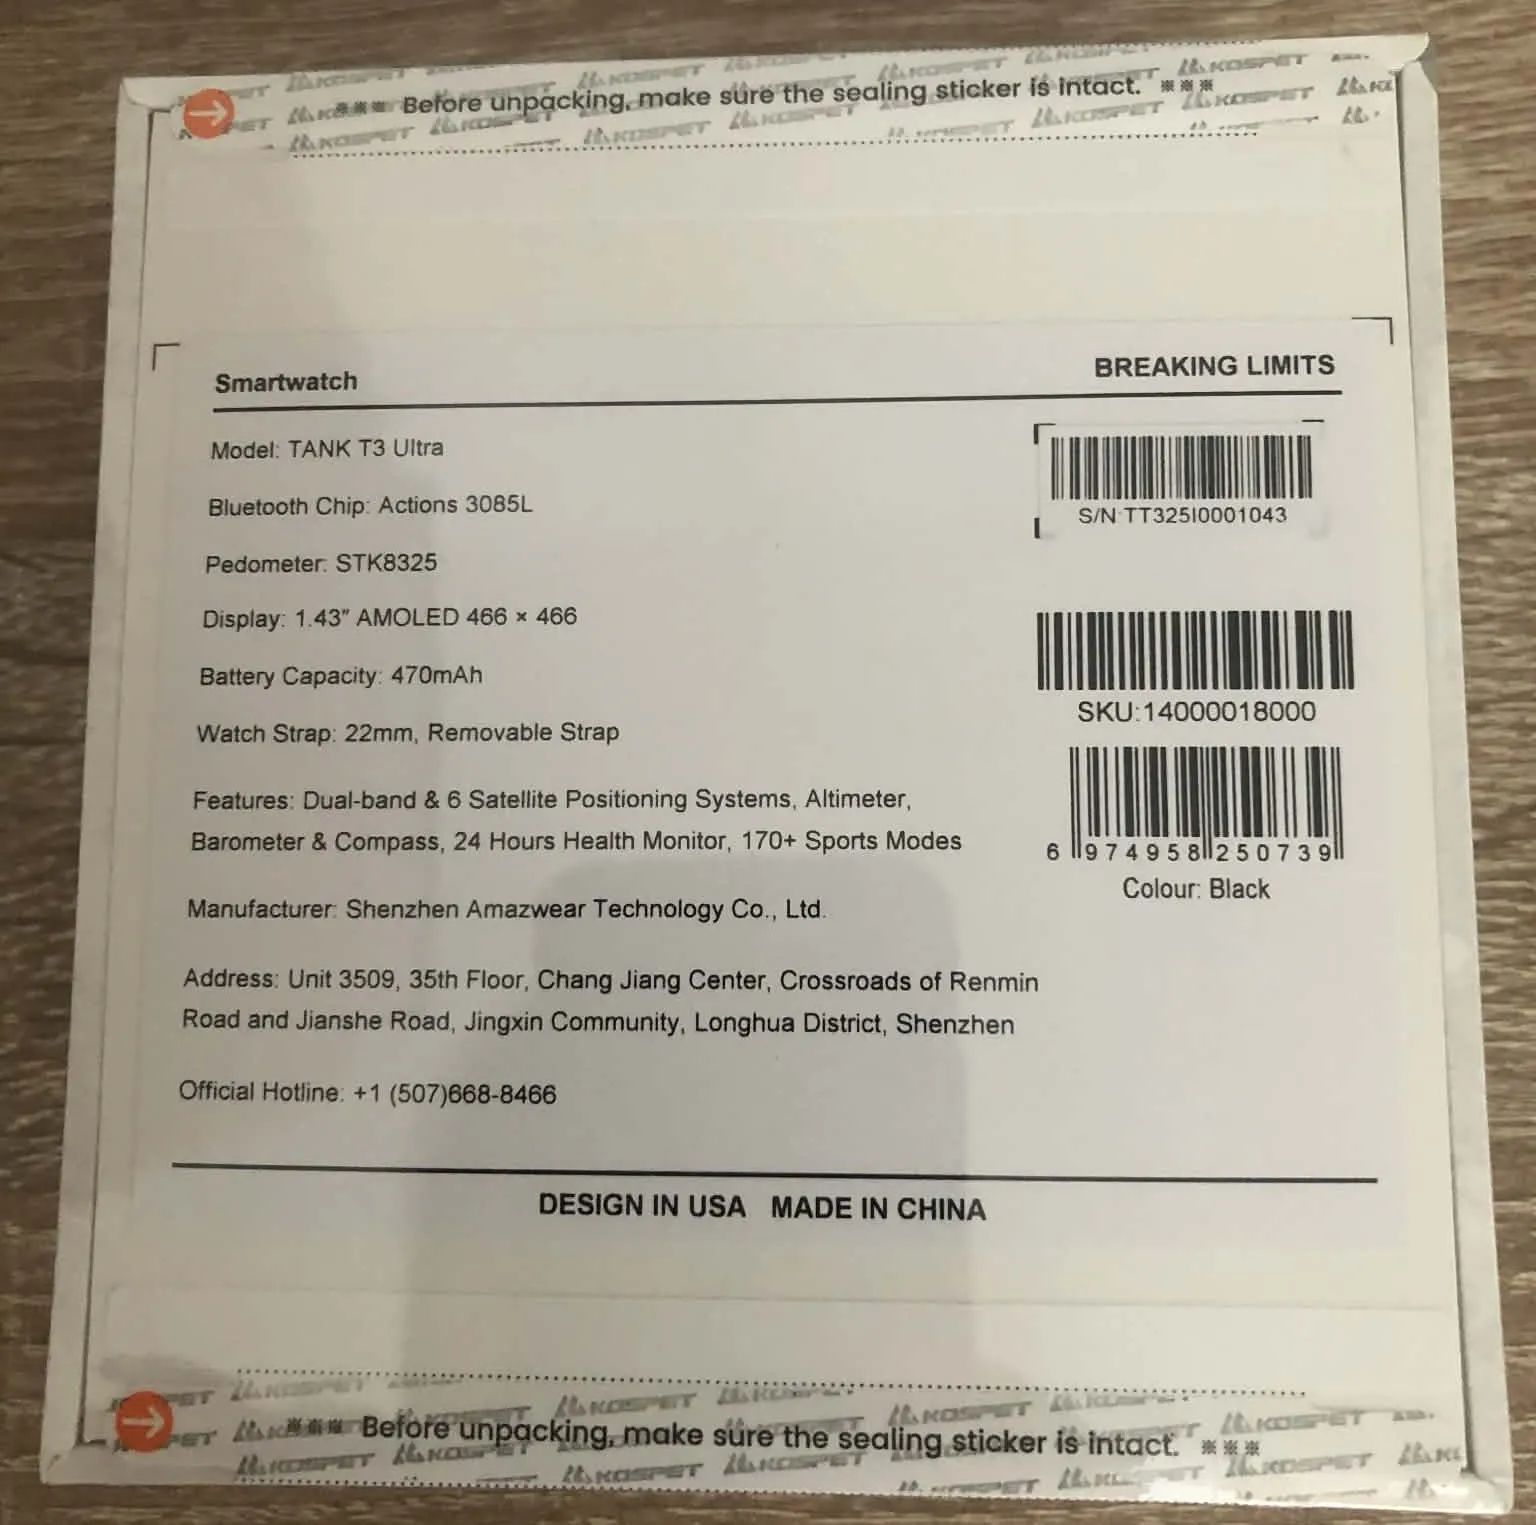 ※※※ Before unpacking, make sure the sealing sticker is intact. ※※※
Smartwatch
BREAKING LIMITS
Model: TANK T3 Ultra
Bluetooth Chip: Actions 3085L
Pedometer: STK8325
Display: 1.43" AMOLED 466 × 466
Battery Capacity: 470mAh
Watch Strap: 22mm, Removable Strap
Features: Dual-band & 6 Satellite Positioning Systems, Altimeter,
Barometer & Compass, 24 Hours Health Monitor, 170+ Sports Modes
Manufacturer: Shenzhen Amazwear Technology Co., Ltd.
Address: Unit 3509, 35th Floor, Chang Jiang Center, Crossroads of Renmin
Road and Jianshe Road, Jingxin Community, Longhua District, Shenzhen
Official Hotline: +1 (507)668-8466
S/N:TT325I0001043
SKU:14000018000
6 974958 250739
Colour: Black
DESIGN IN USA MADE IN CHINA
KOSPET
※※※ Before unpacking, make sure the sealing sticker is intact. ※※※